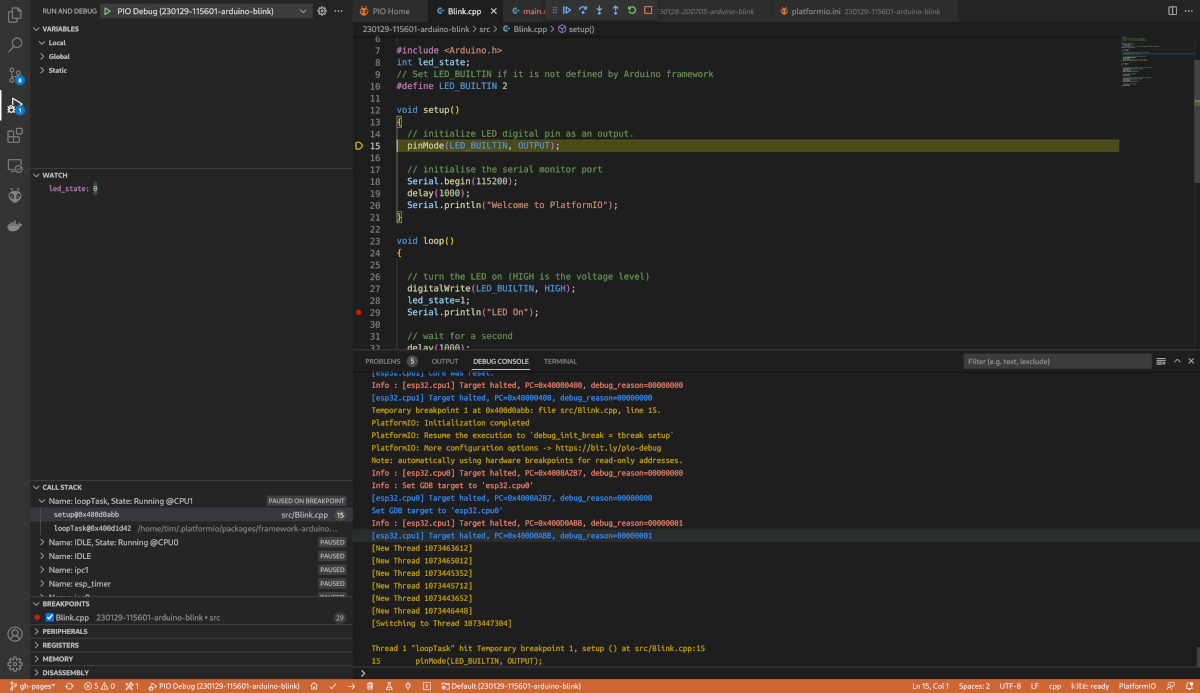 RUN AND DEBUG PIO Debug (230129-115601-arduino-blink)
VARIABLES
Local
Global
Static
8
1
WATCH
led_state: 0
CALL STACK
Name: loopTask, State: Running @CPU1 PAUSED ON BREAKPOINT
setup@0x400d0abb src/Blink.cpp 15
loopTask@0x400d1d42 /home/tim/.platformio/packages/framework-arduino...
Name: IDLE, State: Running @CPU0 PAUSED
Name: IDLE PAUSED
Name: ipc1 PAUSED
Name: esp_timer PAUSED
PAUSED
BREAKPOINTS
Blink.cpp 230129-115601-arduino-blink • src 29
PERIPHERALS
REGISTERS
MEMORY
DISASSEMBLY
PIO Home Blink.cpp main.c 230128-200705-arduino-blink platformio.ini 230129-115601-arduino-blink
230129-115601-arduino-blink > src > Blink.cpp > setup()
6
7 #include <Arduino.h>
8 int led_state;
9 // Set LED_BUILTIN if it is not defined by Arduino framework
10 #define LED_BUILTIN 2
11
12 void setup()
13 {
14 // initialize LED digital pin as an output.
15 pinMode(LED_BUILTIN, OUTPUT);
16
17 // initialise the serial monitor port
18 Serial.begin(115200);
19 delay(1000);
20 Serial.println("Welcome to PlatformIO");
21 }
22
23 void loop()
24 {
25
26 // turn the LED on (HIGH is the voltage level)
27 digitalWrite(LED_BUILTIN, HIGH);
28 led_state=1;
29 Serial.println("LED On");
30
31 // wait for a second
32 delay(1000);
PROBLEMS 5 OUTPUT DEBUG CONSOLE TERMINAL Filter (e.g. text, !exclude)
[esp32.cpu1] Core was reset.
Info : [esp32.cpu1] Target halted, PC=0x40000400, debug_reason=00000000
[esp32.cpu1] Target halted, PC=0x40000400, debug_reason=00000000
Temporary breakpoint 1 at 0x400d0abb: file src/Blink.cpp, line 15.
PlatformIO: Initialization completed
PlatformIO: Resume the execution to `debug_init_break = tbreak setup`
PlatformIO: More configuration options -> https://bit.ly/pio-debug
Note: automatically using hardware breakpoints for read-only addresses.
Info : [esp32.cpu0] Target halted, PC=0x4008A2B7, debug_reason=00000000
Info : Set GDB target to 'esp32.cpu0'
[esp32.cpu0] Target halted, PC=0x4008A2B7, debug_reason=00000000
Set GDB target to 'esp32.cpu0'
Info : [esp32.cpu1] Target halted, PC=0x400D0ABB, debug_reason=00000001
[esp32.cpu1] Target halted, PC=0x400D0ABB, debug_reason=00000001
[New Thread 1073463612]
[New Thread 1073465012]
[New Thread 1073445352]
[New Thread 1073445712]
[New Thread 1073443652]
[New Thread 1073446448]
[Switching to Thread 1073447304]
Thread 1 "loopTask" hit Temporary breakpoint 1, setup () at src/Blink.cpp:15
15 pinMode(LED_BUILTIN, OUTPUT);
gh-pages* 5 0 1 PIO Debug (230129-115601-arduino-blink) Default (230129-115601-arduino-blink) Ln 15, Col 1 Spaces: 2 UTF-8 LF cpp kite: ready PlatformIO